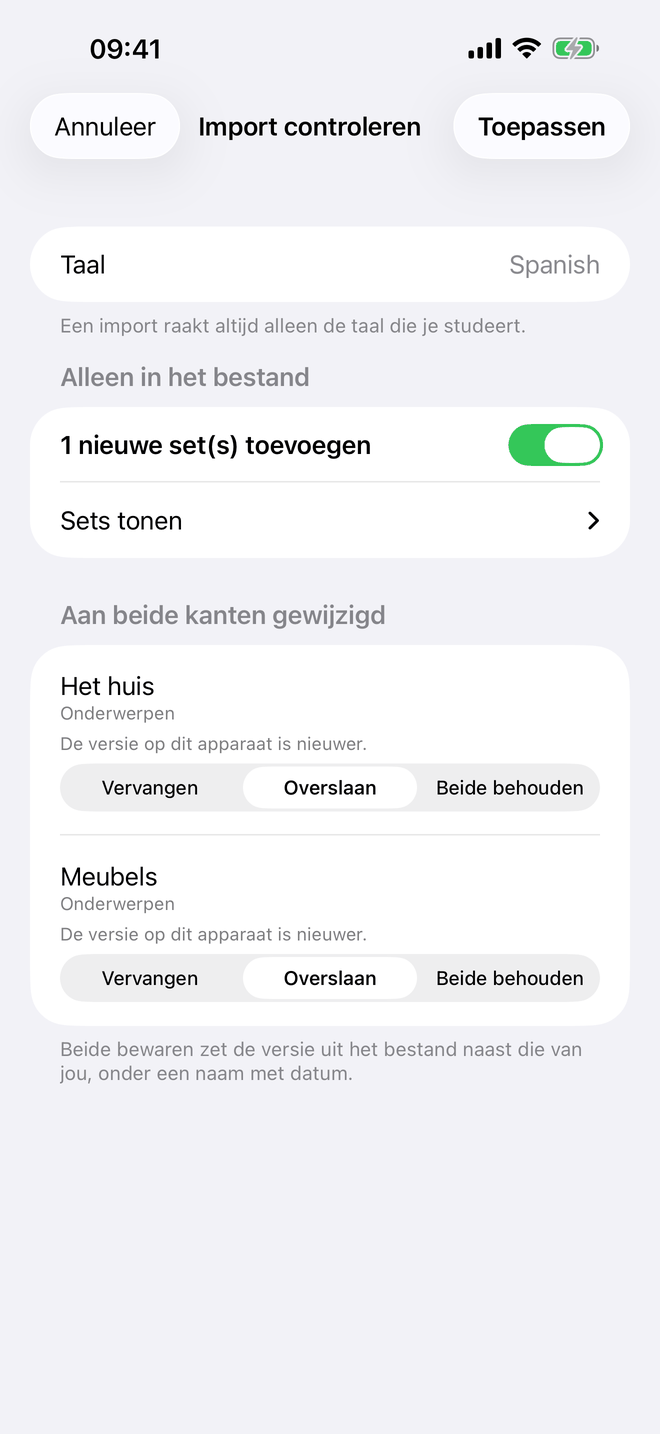 09:41
Annuleer
Import controleren
Toepassen
Taal
Spanish
Een import raakt altijd alleen de taal die je studeert.
Alleen in het bestand
1 nieuwe set(s) toevoegen
Sets tonen
Aan beide kanten gewijzigd
Het huis
Onderwerpen
De versie op dit apparaat is nieuwer.
Vervangen
Overslaan
Beide behouden
Meubels
Onderwerpen
De versie op dit apparaat is nieuwer.
Vervangen
Overslaan
Beide behouden
Beide bewaren zet de versie uit het bestand naast die van
jou, onder een naam met datum.